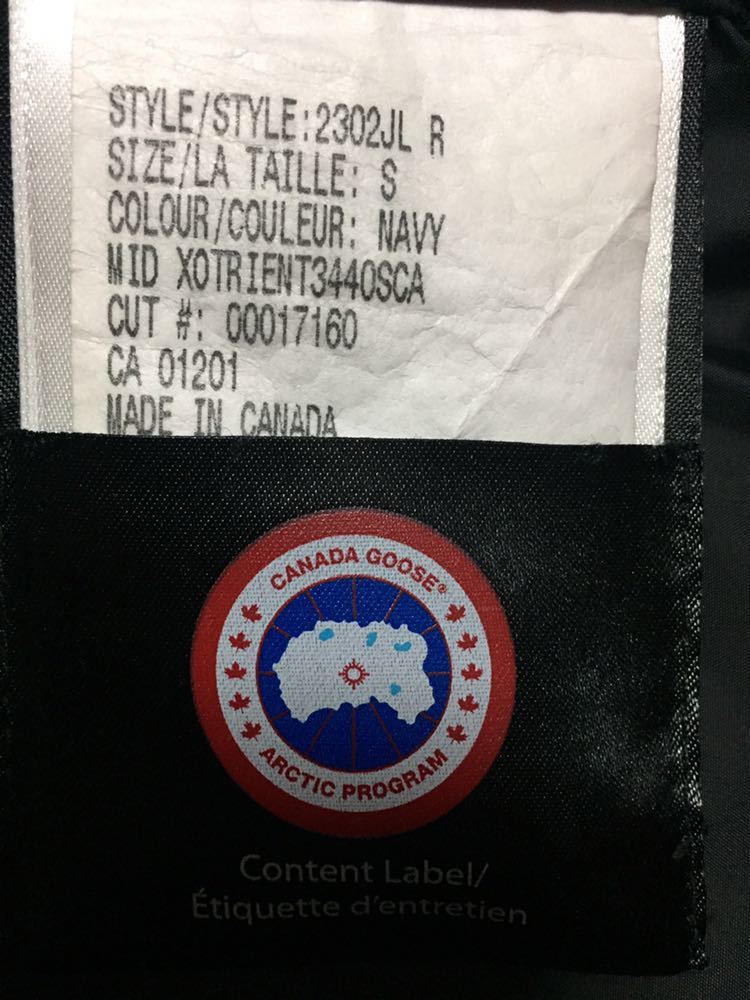 STYLE/STYLE:2302JL R
SIZE/LA TAILLE: S
COLOUR/COULEUR: NAVY
MID XOTRIENT3440SCA
CUT #: 00017160
CA 01201
MADE IN CANADA
CANADA GOOSE®
ARCTIC PROGRAM
Content Label/
Étiquette d'entretien